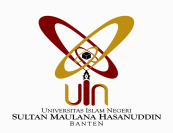 uin
UNIVERSITAS ISLAM NEGERI
SULTAN MAULANA HASANUDDIN
BANTEN